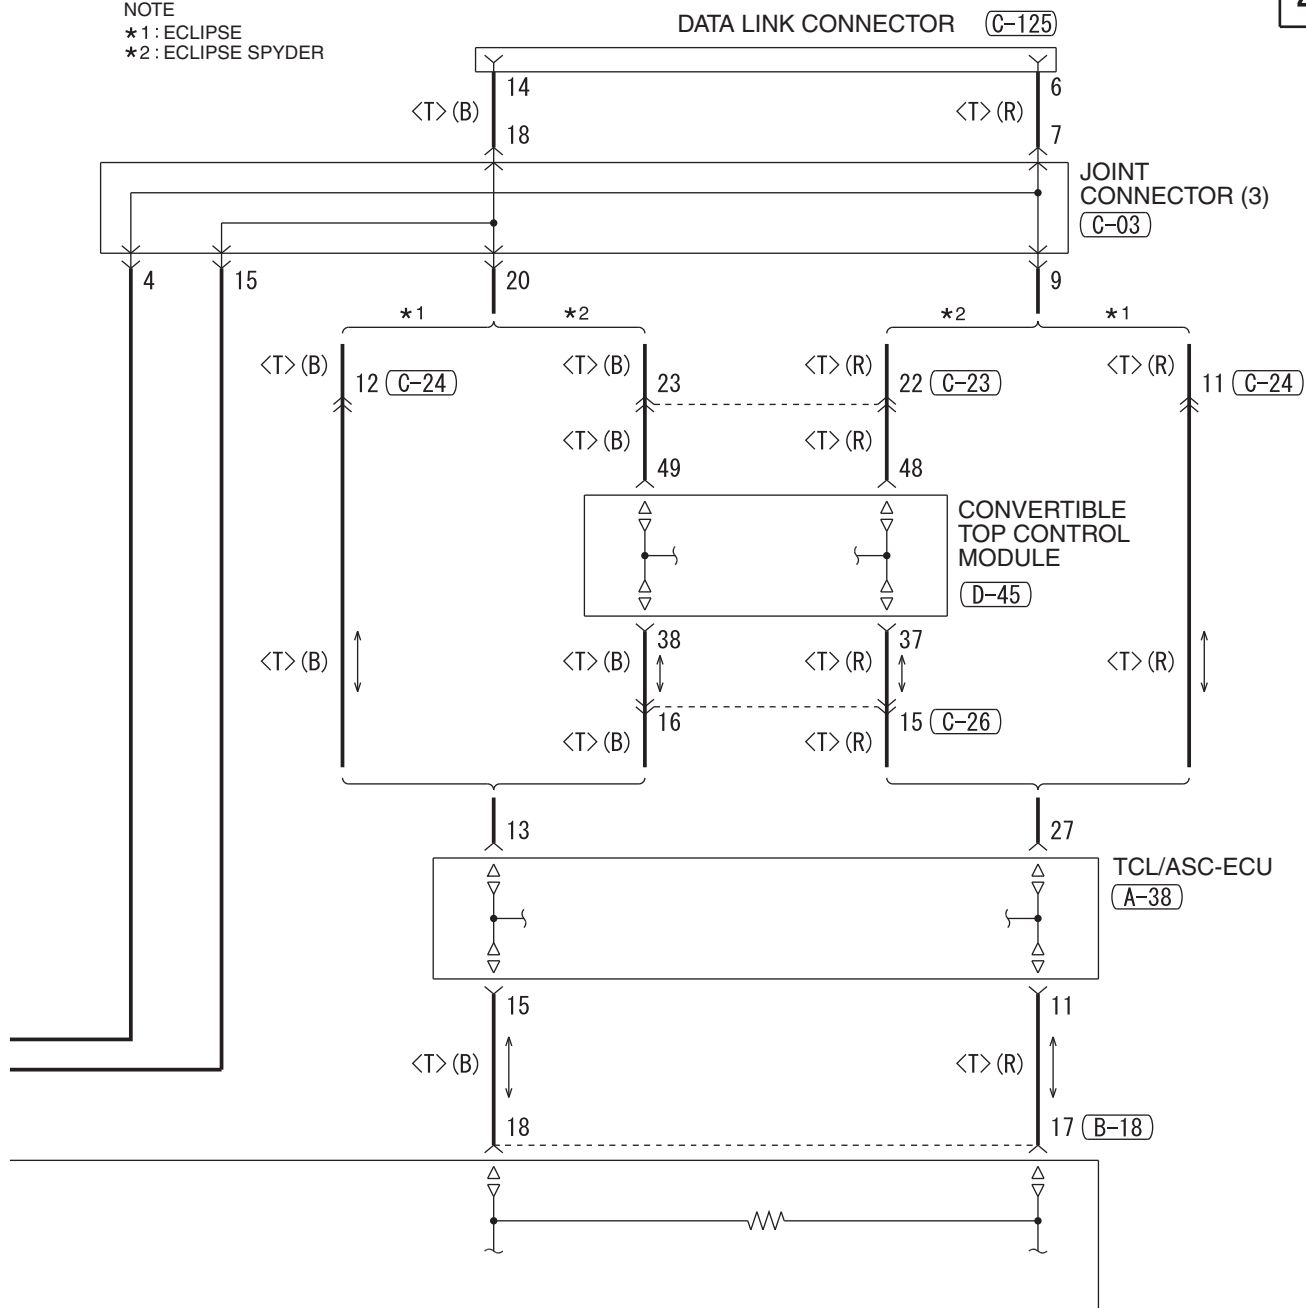 NOTE
*1 : ECLIPSE
*2 : ECLIPSE SPYDER
DATA LINK CONNECTOR C-125
14 6
<T>(B) <T>(R)
18 7
JOINT
CONNECTOR (3)
C-03
4 15 20 9
*1 *2 *2 *1
<T>(B) <T>(B) <T>(R) <T>(R)
12 C-24 23 22 C-23 11 C-24
<T>(B) <T>(R)
49 48
CONVERTIBLE
TOP CONTROL
MODULE
D-45
38 37
<T>(B) <T>(B) <T>(R) <T>(R)
16 15 C-26
<T>(B) <T>(R)
13 27
TCL/ASC-ECU
A-38
15 11
<T>(B) <T>(R)
18 17 B-18